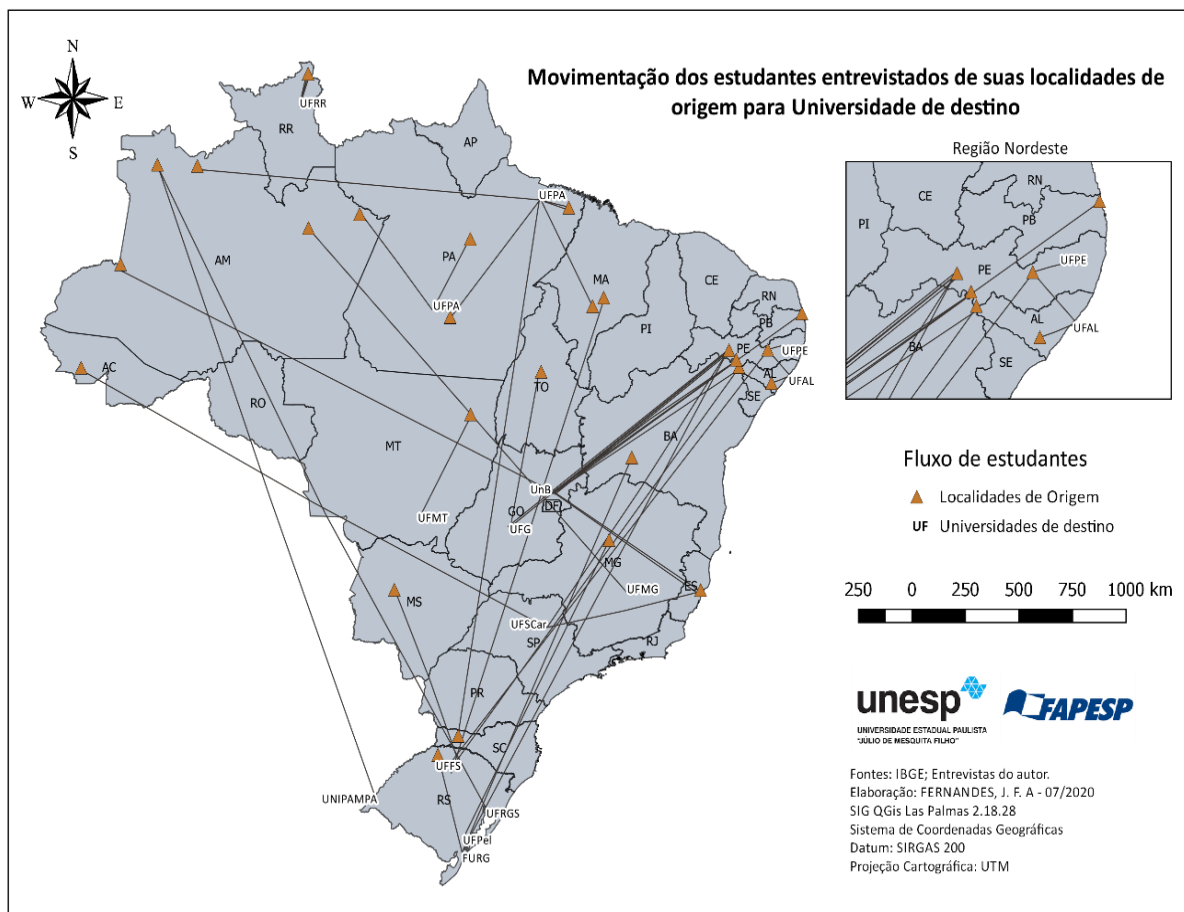 Movimentação dos estudantes entrevistados de suas localidades de
origem para Universidade de destino
N
W
E
S
UFRR
RR
AP
UFPA
AM
PA
UFPA
MA
CE
RN
PB
PI
PE
UFPE
AL
UFAL
SE
AC
RO
TO
BA
MT
UnB
DF
GO
UFG
UFMT
MG
UFMG
ES
MS
UFSCar
SP
RJ
PR
SC
UFFS
UNIPAMPA
RS
UFRGS
UFPel
FURG
Região Nordeste
RN
CE
PB
PI
PE
UFPE
AL
UFAL
BA
SE
Fluxo de estudantes
Localidades de Origem
UF Universidades de destino
250 0 250 500 750 1000 km
unesp
UNIVERSIDADE ESTADUAL PAULISTA
"JÚLIO DE MESQUITA FILHO"
FAPESP
Fontes: IBGE; Entrevistas do autor.
Elaboração: FERNANDES, J. F. A - 07/2020
SIG QGis Las Palmas 2.18.28
Sistema de Coordenadas Geográficas
Datum: SIRGAS 200
Projeção Cartográfica: UTM